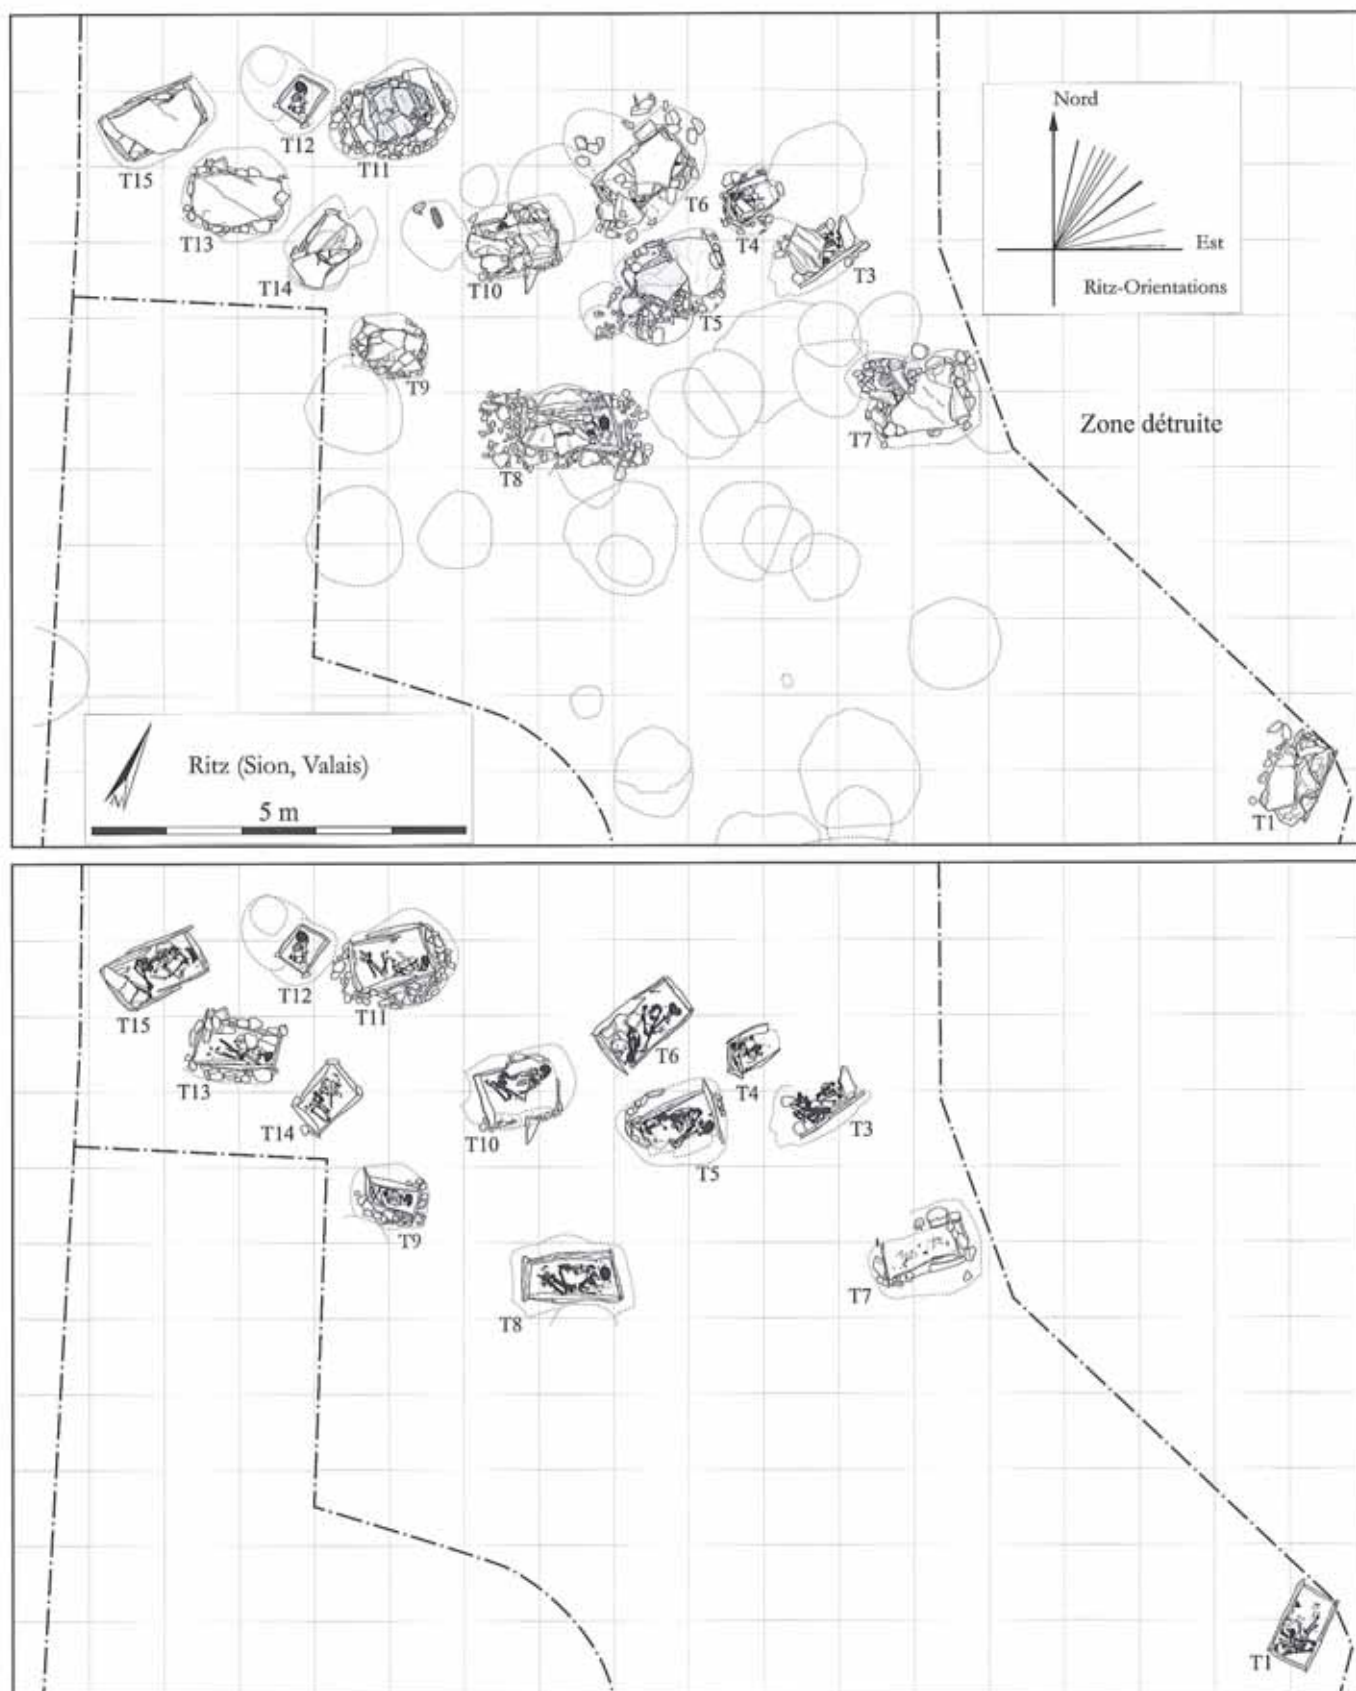 Nord
Est
Ritz-Orientations
T12
T11
T15
T6
T13
T4
T14
T10
T3
T5
T9
Zone détruite
T7
T8
Ritz (Sion, Valais)
N
5 m
T1
T12
T11
T15
T6
T4
T13
T3
T14
T10
T5
T9
T7
T8
T1